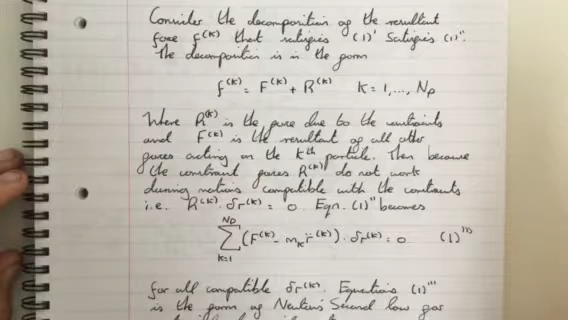 Consider the decomposition of the resultant
force f^(k) that satisfies (1)' satisfies (1)".
The decomposition is in the form
f^(k) = F^(k) + R^(k) k = 1, ..., Np
Where R^(k) is the force due to the constraints
and F^(k) is the resultant of all other
forces acting on the kth particle. Then because
the constraint forces R^(k) do not work
during motions compatible with the constraints
i.e. R^(k) . δr^(k) = 0 Eqn. (1)" becomes
Np Σ k=1 (F^(k) - m_k r̈^(k)) . δr^(k) = 0 (1)'''
for all compatible δr^(k). Equations (1)'''
is the form of Newtons' Second law for